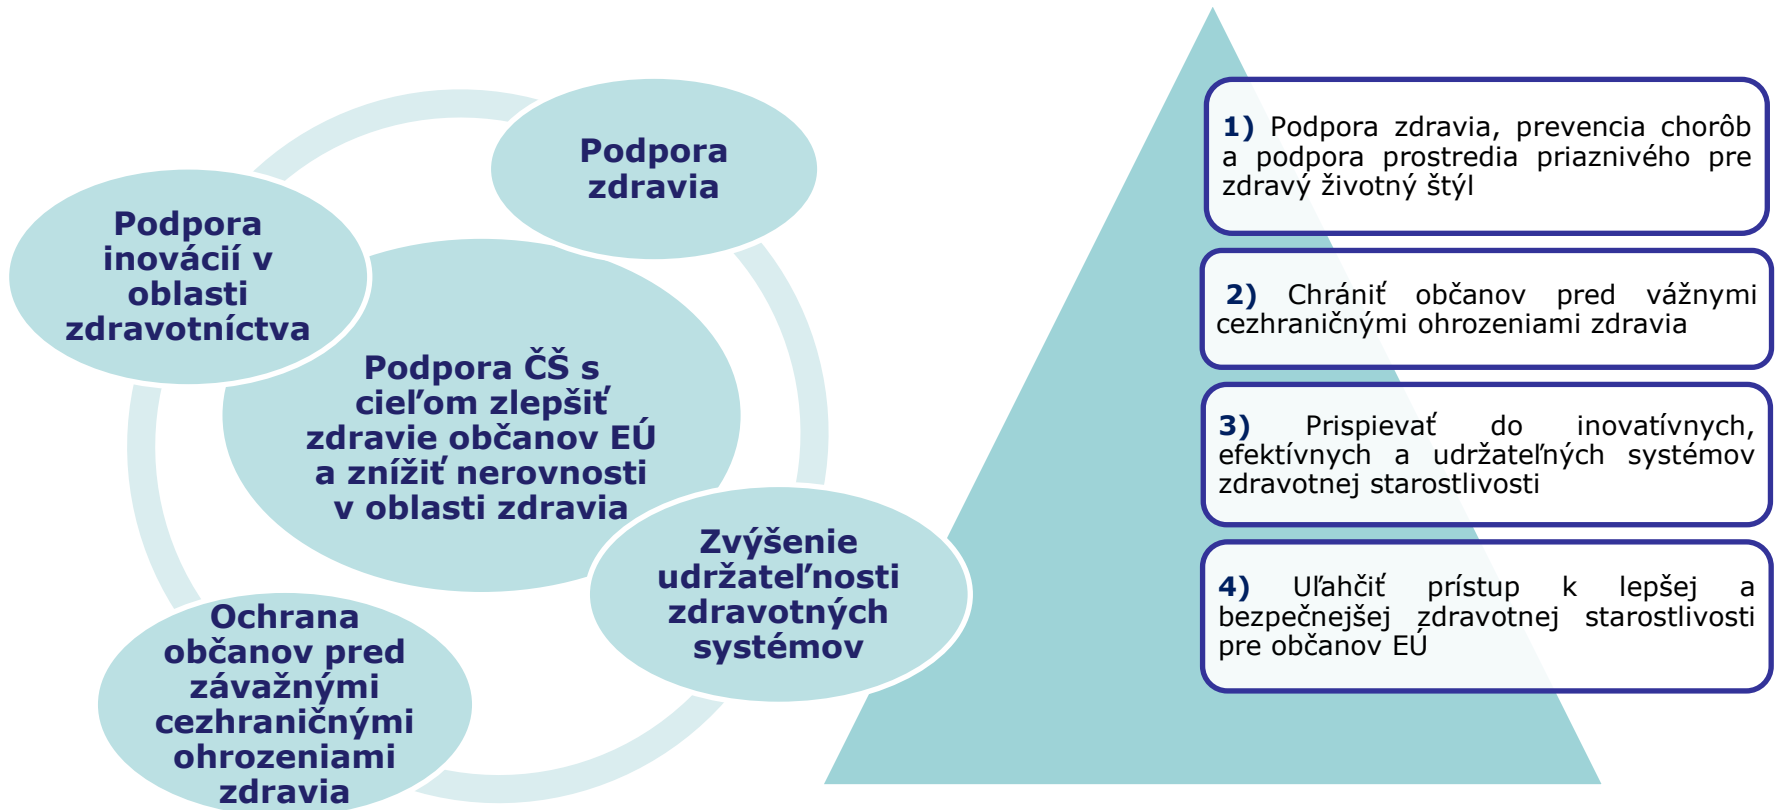 Podpora
zdravia
Podpora
inovácií v
oblasti
zdravotníctva
Podpora ČŠ s
cieľom zlepšiť
zdravie občanov EÚ
a znížiť nerovnosti
v oblasti zdravia
Zvýšenie
udržateľnosti
zdravotných
systémov
Ochrana
občanov pred
závažnými
cezhraničnými
ohrozeniami
zdravia
1) Podpora zdravia, prevencia chorôb
a podpora prostredia priaznivého pre
zdravý životný štýl
2) Chrániť občanov pred vážnymi
cezhraničnými ohrozeniami zdravia
3) Prispievať do inovatívnych,
efektívnych a udržateľných systémov
zdravotnej starostlivosti
4) Uľahčiť prístup k lepšej a
bezpečnejšej zdravotnej starostlivosti
pre občanov EÚ